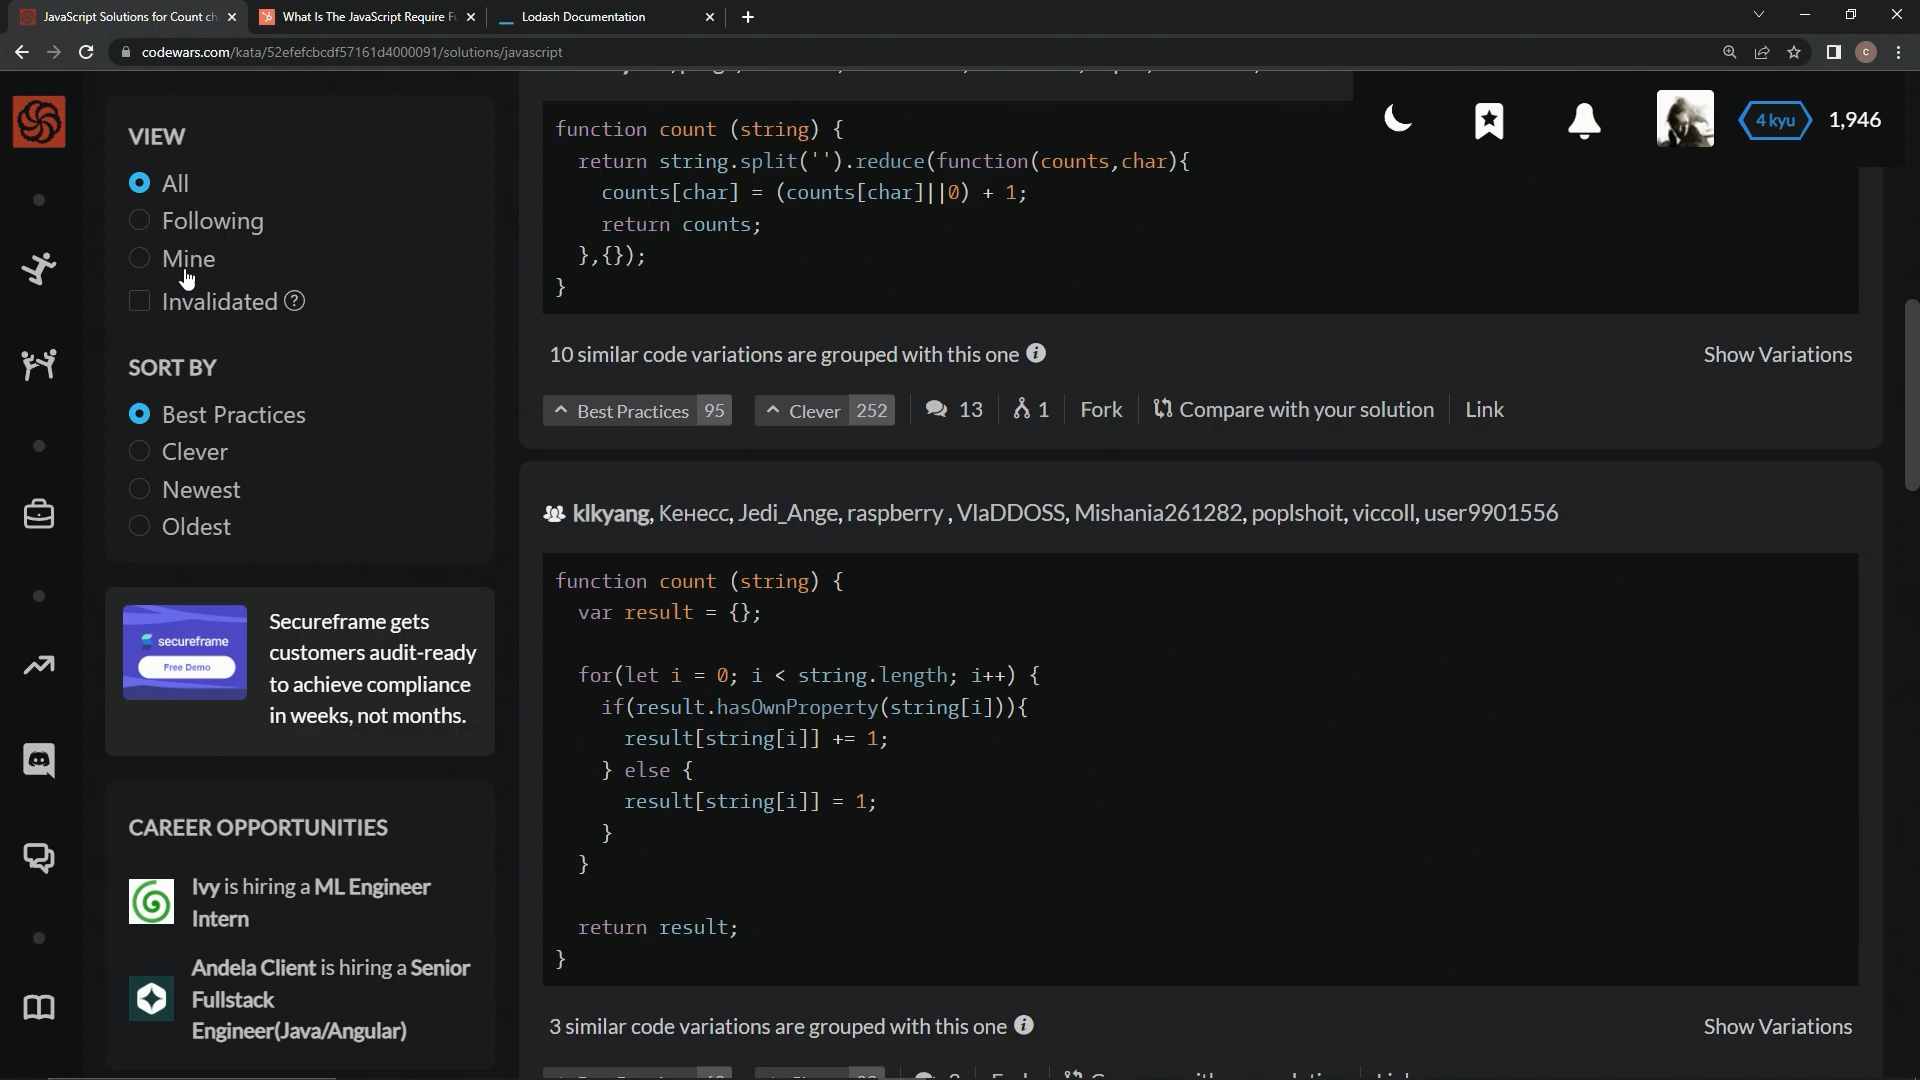 JavaScript Solutions for Count ch
What Is The JavaScript Require Fu
Lodash Documentation
codewars.com/kata/52efefcbcdf57161d4000091/solutions/javascript
C
4 kyu
1,946
VIEW
All
Following
Mine
Invalidated ?
SORT BY
Best Practices
Clever
Newest
Oldest
secureframe
Free Demo
Secureframe gets
customers audit-ready
to achieve compliance
in weeks, not months.
CAREER OPPORTUNITIES
Ivy is hiring a ML Engineer
Intern
Andela Client is hiring a Senior
Fullstack
Engineer(Java/Angular)
function count (string) {
return string.split('').reduce(function(counts,char){
counts[char] = (counts[char]||0) + 1;
return counts;
},{});
}
10 similar code variations are grouped with this one i
Show Variations
Best Practices 95
Clever 252
13
1
Fork
Compare with your solution
Link
klkyang, Кенесс, Jedi_Ange, raspberry , VlaDDOSS, Mishania261282, poplshoit, viccoll, user9901556
function count (string) {
var result = {};
for(let i = 0; i < string.length; i++) {
if(result.hasOwnProperty(string[i])){
result[string[i]] += 1;
} else {
result[string[i]] = 1;
}
}
return result;
}
3 similar code variations are grouped with this one i
Show Variations